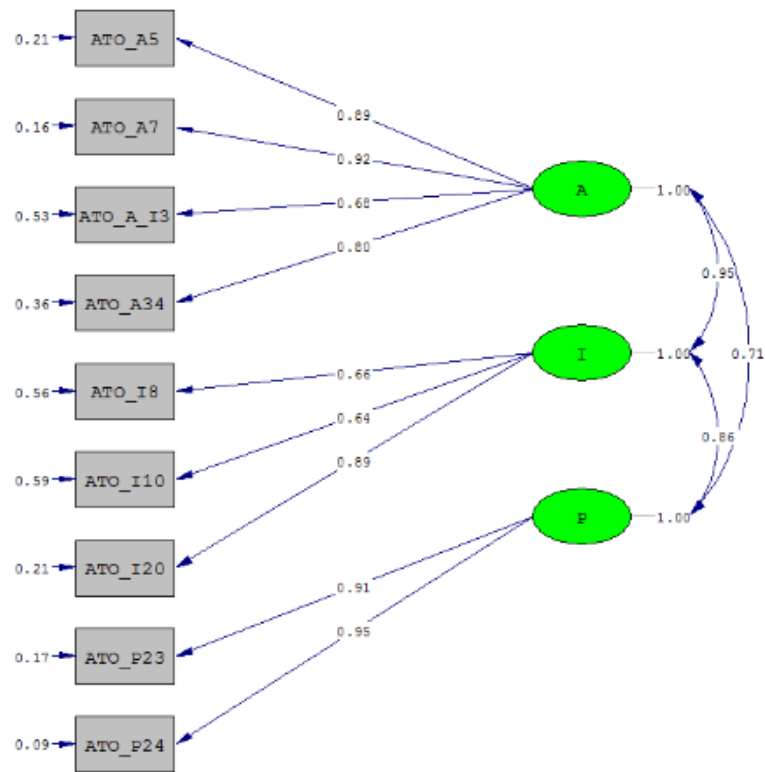 0.21 ATO_A5
0.89
0.16 ATO_A7
0.92
A 1.00
0.53 ATO_A_I3
0.68
0.80
0.95
0.36 ATO_A34
I 1.00
0.71
0.56 ATO_I8
0.66
0.64
0.86
0.59 ATO_I10
0.89
P 1.00
0.21 ATO_I20
0.91
0.95
0.17 ATO_P23
0.09 ATO_P24